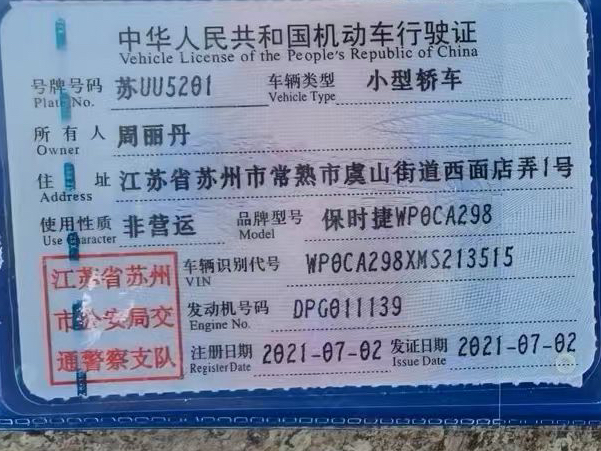 中华人民共和国机动车行驶证
Vehicle License of the People's Republic of China
号牌号码 苏UU5201 车辆类型 小型轿车
Plate No. Vehicle Type
所有人 周丽丹
Owner
住址 江苏省苏州市常熟市虞山街道西面店弄1号
Address
使用性质 非营运 品牌型号 保时捷WP0CA298
Use Character Model
江苏省苏州
市公安局交
通警察支队
车辆识别代号 WP0CA298XMS213515
VIN
发动机号码 DPG011139
Engine No.
注册日期 2021-07-02 发证日期 2021-07-02
Register Date Issue Date